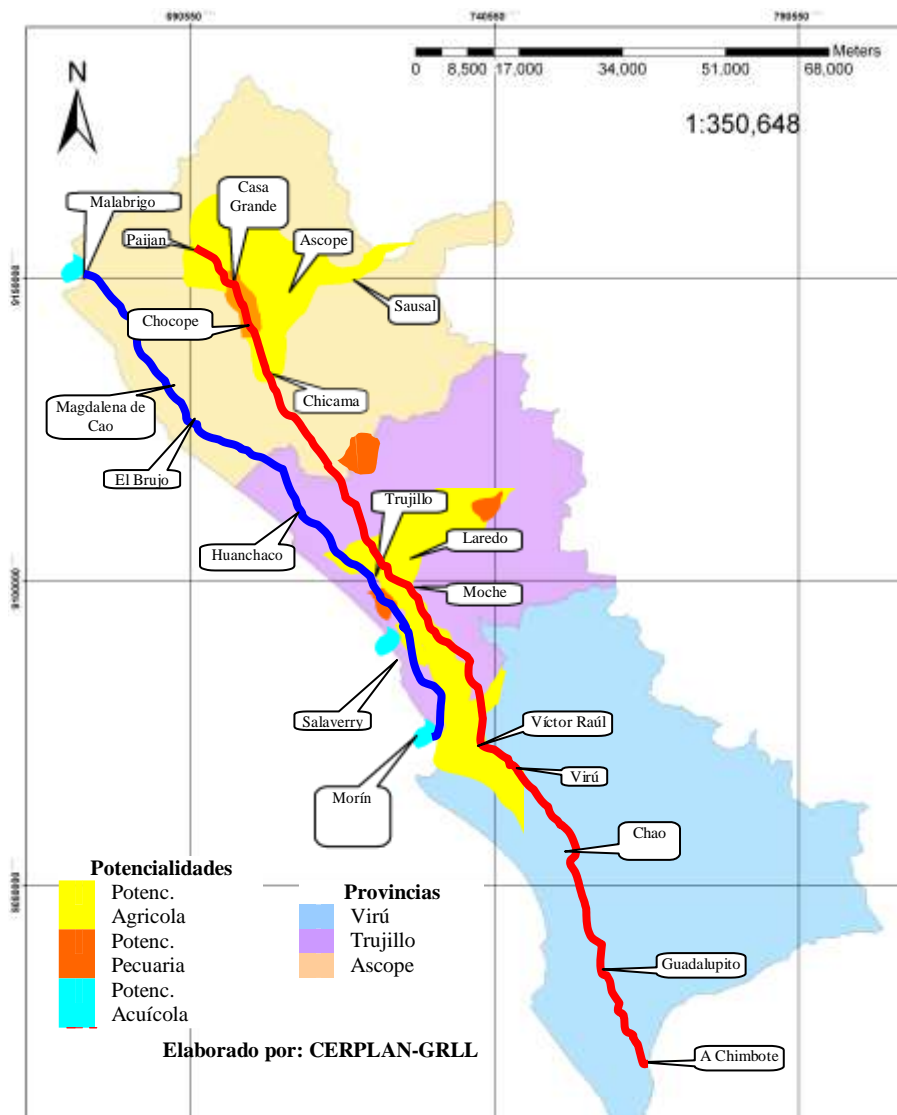 690550 740550 790550
Meters
0 8,500 17,000 34,000 51,000 68,000
N
1:350,648
Malabrigo
Casa
Grande
Paijan
Ascope
9150000
Sausal
Chocope
Chicama
Magdalena de
Cao
El Brujo
Trujillo
Huanchaco
Laredo
9100000
Moche
Salaverry
Víctor Raúl
Virú
Morín
Chao
Potencialidades
Potenc.
Agricola
Potenc.
Pecuaria
Potenc.
Acuícola
Provincias
Virú
Trujillo
Ascope
Guadalupito
Elaborado por: CERPLAN-GRLL
A Chimbote